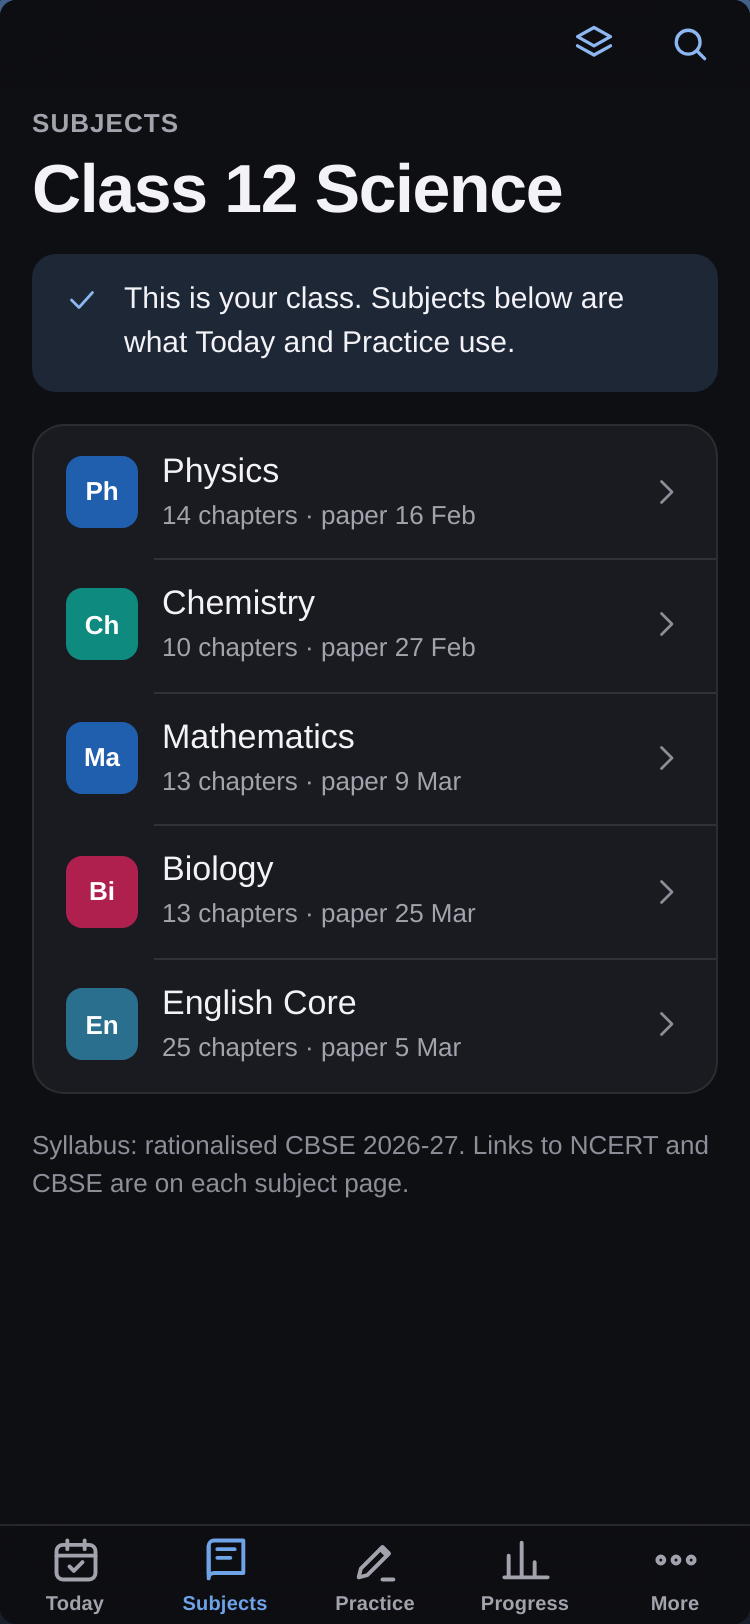 SUBJECTS
Class 12 Science
This is your class. Subjects below are
what Today and Practice use.
Ph
Physics
14 chapters · paper 16 Feb
Ch
Chemistry
10 chapters · paper 27 Feb
Ma
Mathematics
13 chapters · paper 9 Mar
Bi
Biology
13 chapters · paper 25 Mar
En
English Core
25 chapters · paper 5 Mar
Syllabus: rationalised CBSE 2026-27. Links to NCERT and
CBSE are on each subject page.
Today
Subjects
Practice
Progress
More